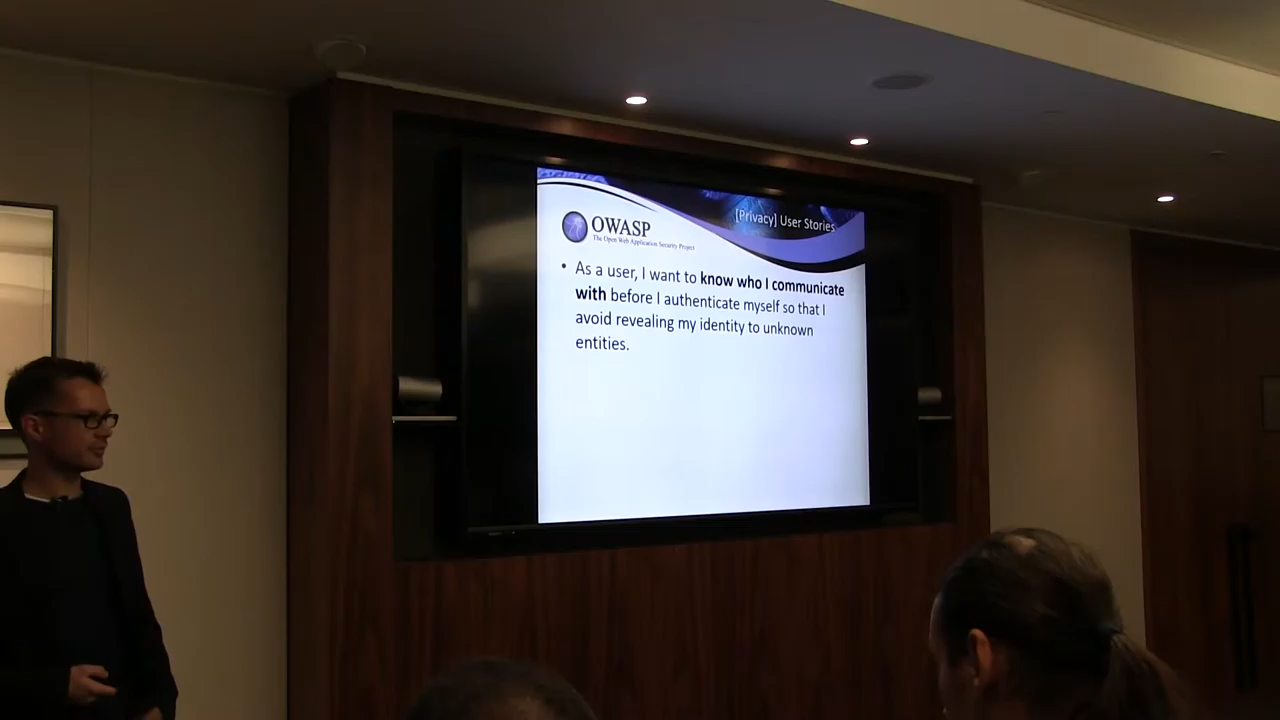 [Privacy] User Stories
OWASP
The Open Web Application Security Project
• As a user, I want to know who I communicate
with before I authenticate myself so that I
avoid revealing my identity to unknown
entities.